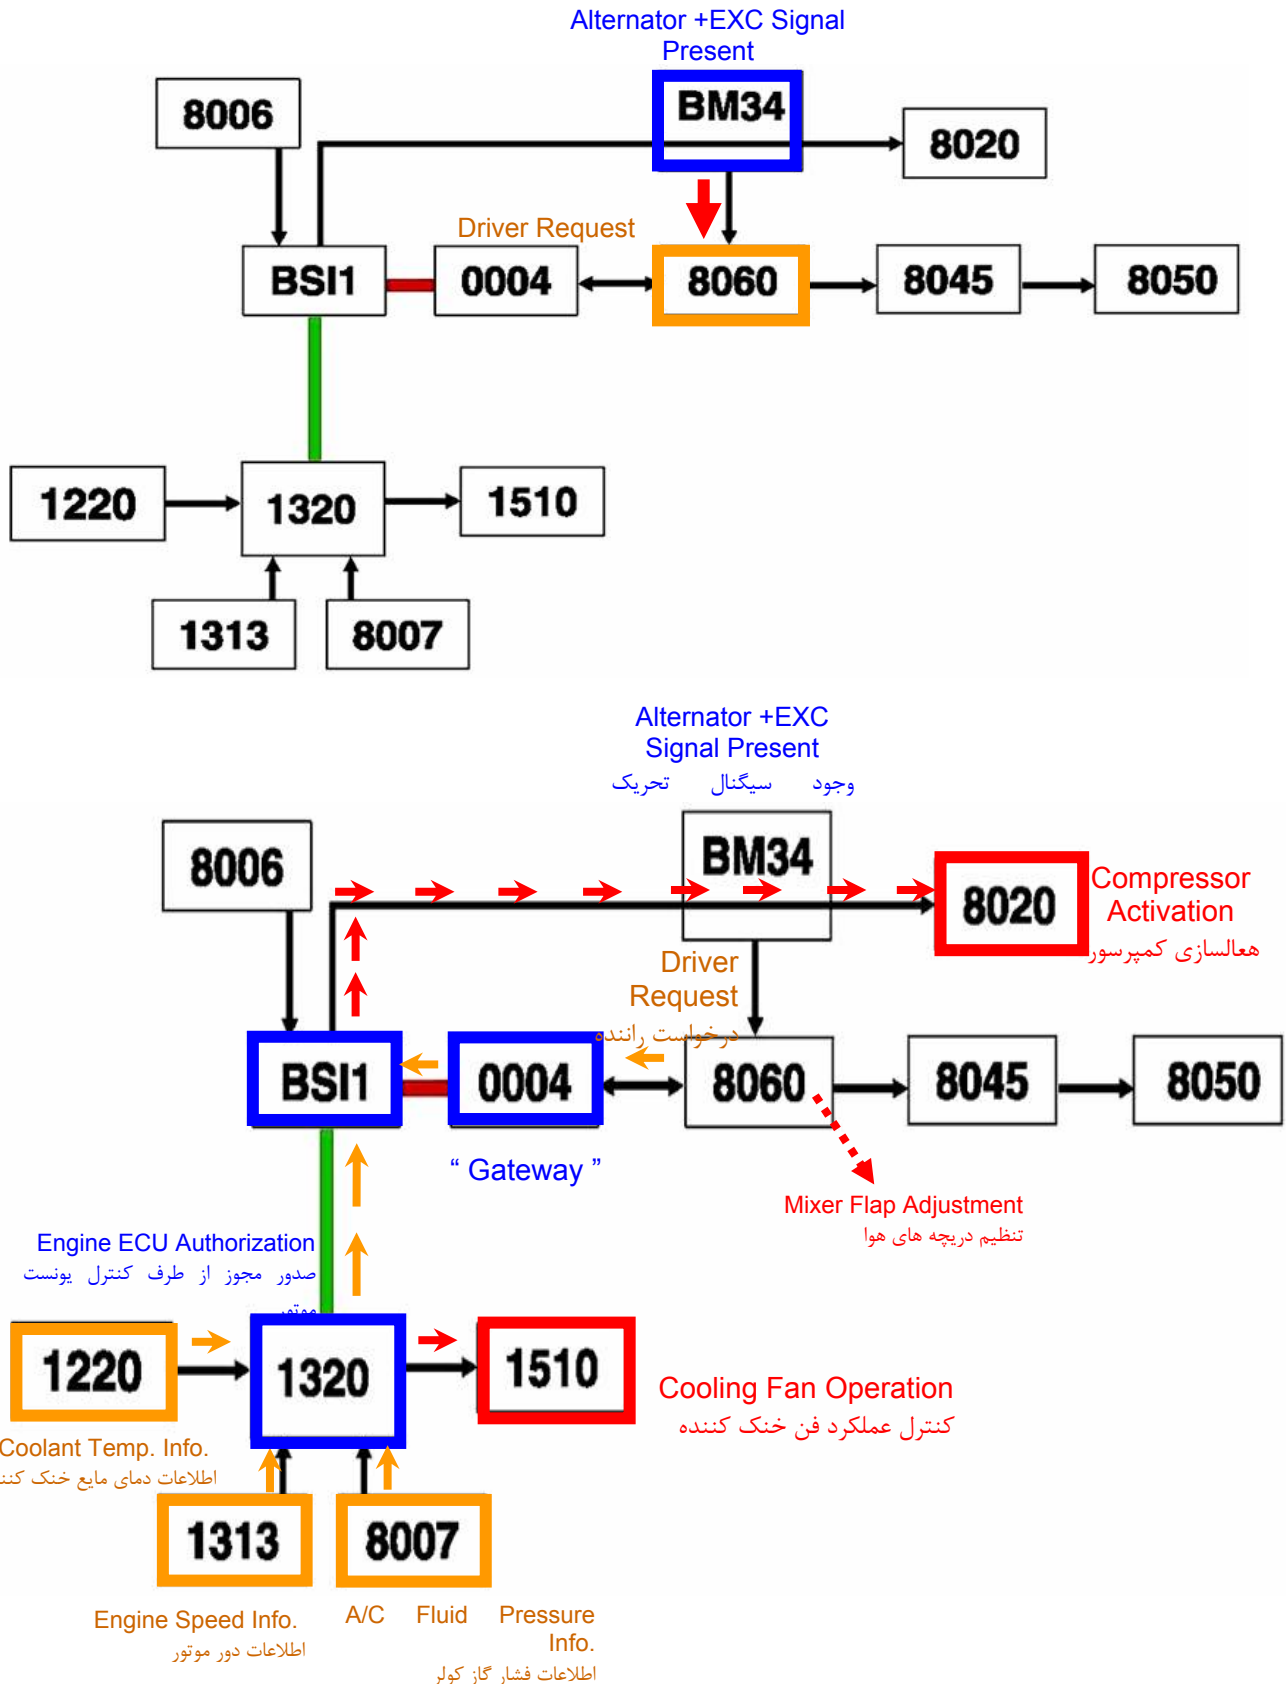 Alternator +EXC Signal
Present
8006
BM34
8020
Driver Request
BSI1
0004
8060
8045
8050
1220
1320
1510
1313
8007
Alternator +EXC
Signal Present
وجود سیگنال تحریک
8006
BM34
8020
Compressor
Activation
هعالسازی کمپرسور
Driver
Request
درخواست راننده
BSI1
0004
8060
8045
8050
“ Gateway ”
Mixer Flap Adjustment
تنظیم دریچه های هوا
Engine ECU Authorization
صدور مجوز از طرف کنترل یونست
موتور
1220
1320
1510
Cooling Fan Operation
کنترل عملکرد فن خنک کننده
Coolant Temp. Info.
اطلاعات دمای مایع خنک کنن
1313
8007
Engine Speed Info.
اطلاعات دور موتور
A/C Fluid Pressure
Info.
اطلاعات فشار گاز کولر